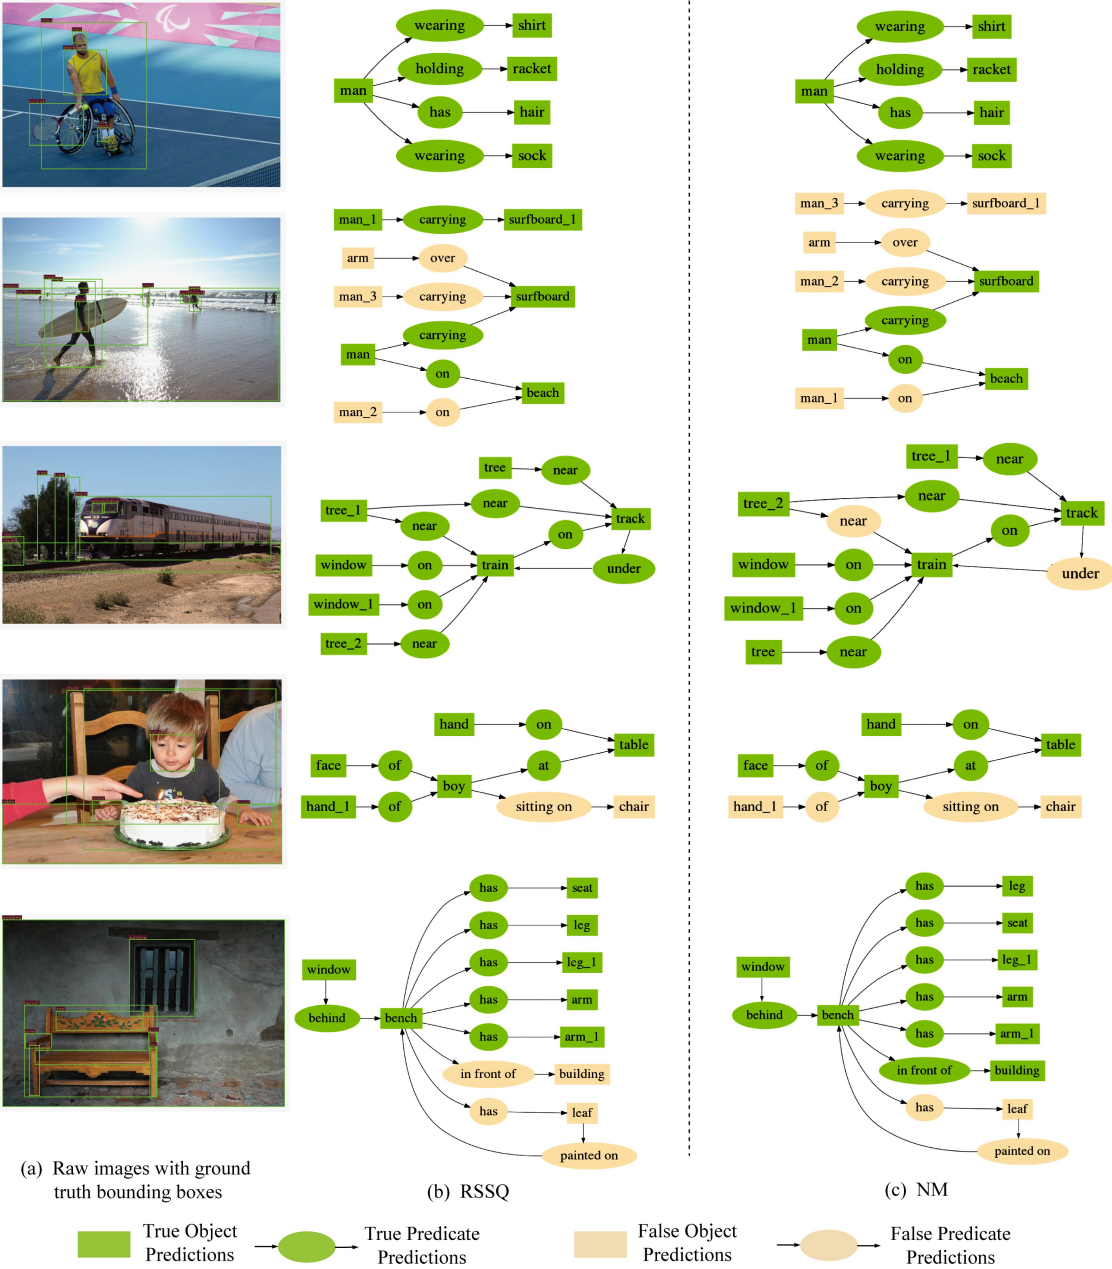 wearing
shirt
holding
racket
man
has
hair
wearing
sock
wearing
shirt
holding
racket
man
has
hair
wearing
sock
man_1
carrying
surfboard_1
arm
over
man_3
carrying
surfboard
carrying
man
on
beach
man_2
on
man_3
carrying
surfboard_1
arm
over
man_2
carrying
surfboard
carrying
man
on
beach
man_1
on
tree
near
tree_1
near
near
track
on
window
on
train
under
window_1
on
tree_2
near
tree_1
near
tree_2
near
near
track
on
window
on
train
under
window_1
on
tree
near
hand
on
table
face
of
at
boy
hand_1
of
sitting on
chair
hand
on
table
face
of
at
boy
hand_1
of
sitting on
chair
has
seat
has
leg
window
has
leg_1
has
arm
behind
bench
has
arm_1
in front of
building
has
leaf
painted on
has
leg
has
seat
window
has
leg_1
has
arm
behind
bench
has
arm_1
in front of
building
has
leaf
painted on
(a) Raw images with ground
truth bounding boxes
(b) RSSQ
(c) NM
True Object
Predictions
True Predicate
Predictions
False Object
Predictions
False Predicate
Predictions